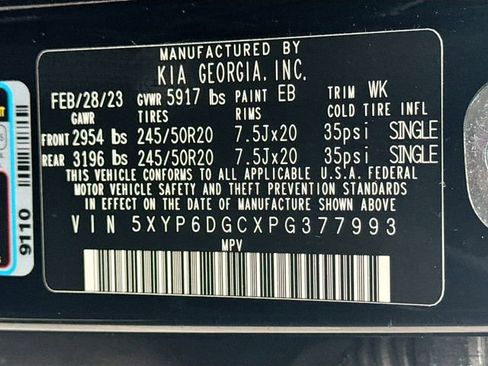 MANUFACTURED BY
KIA GEORGIA, INC.
FEB/28/23 GVWR 5917 lbs PAINT EB TRIM WK
GAWR TIRES RIMS COLD TIRE INFL
FRONT 2954 lbs 245/50R20 7.5Jx20 35psi SINGLE
REAR 3196 lbs 245/50R20 7.5Jx20 35psi SINGLE
THIS VEHICLE CONFORMS TO ALL APPLICABLE U.S.A. FEDERAL
MOTOR VEHICLE SAFETY AND THEFT PREVENTION STANDARDS
IN EFFECT ON THE DATE OF MANUFACTURE SHOWN ABOVE
VIN 5XYP6DGCXPG377993
MPV
9110